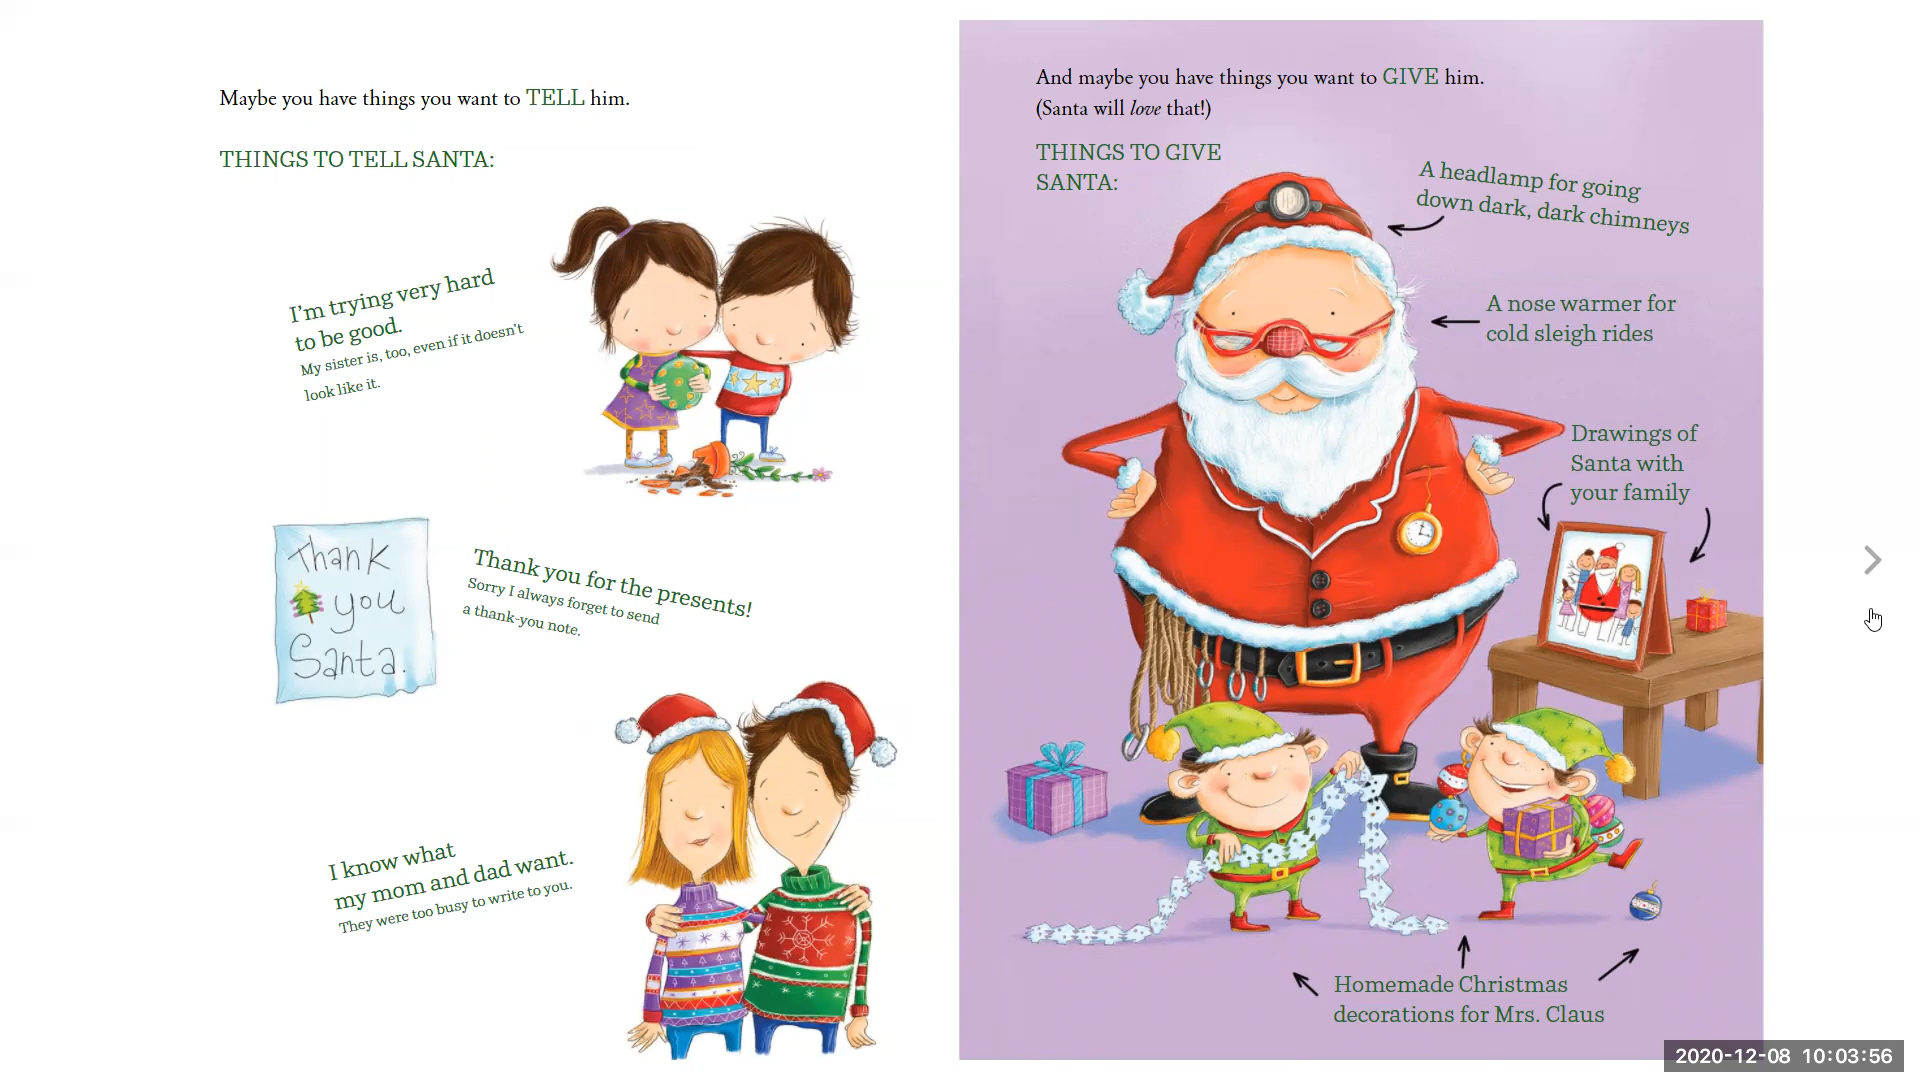 Maybe you have things you want to TELL him.
THINGS TO TELL SANTA:
I'm trying very hard
to be good.
My sister is, too, even if it doesn't
look like it.
Thank
you
Santa.
Thank you for the presents!
Sorry I always forget to send
a thank-you note.
I know what
my mom and dad want.
They were too busy to write to you.
And maybe you have things you want to GIVE him.
(Santa will love that!)
THINGS TO GIVE
SANTA:
A headlamp for going
down dark, dark chimneys
A nose warmer for
cold sleigh rides
Drawings of
Santa with
your family
Homemade Christmas
decorations for Mrs. Claus
2020-12-08 10:03:56